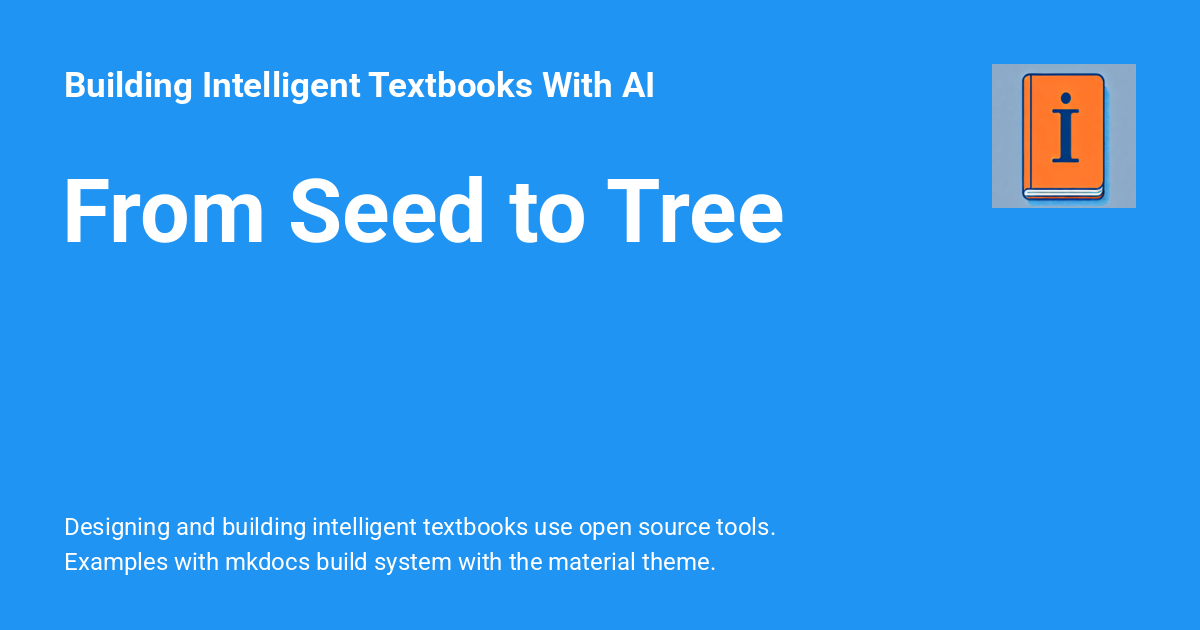 Building Intelligent Textbooks With AI
i
From Seed to Tree
Designing and building intelligent textbooks use open source tools.
Examples with mkdocs build system with the material theme.